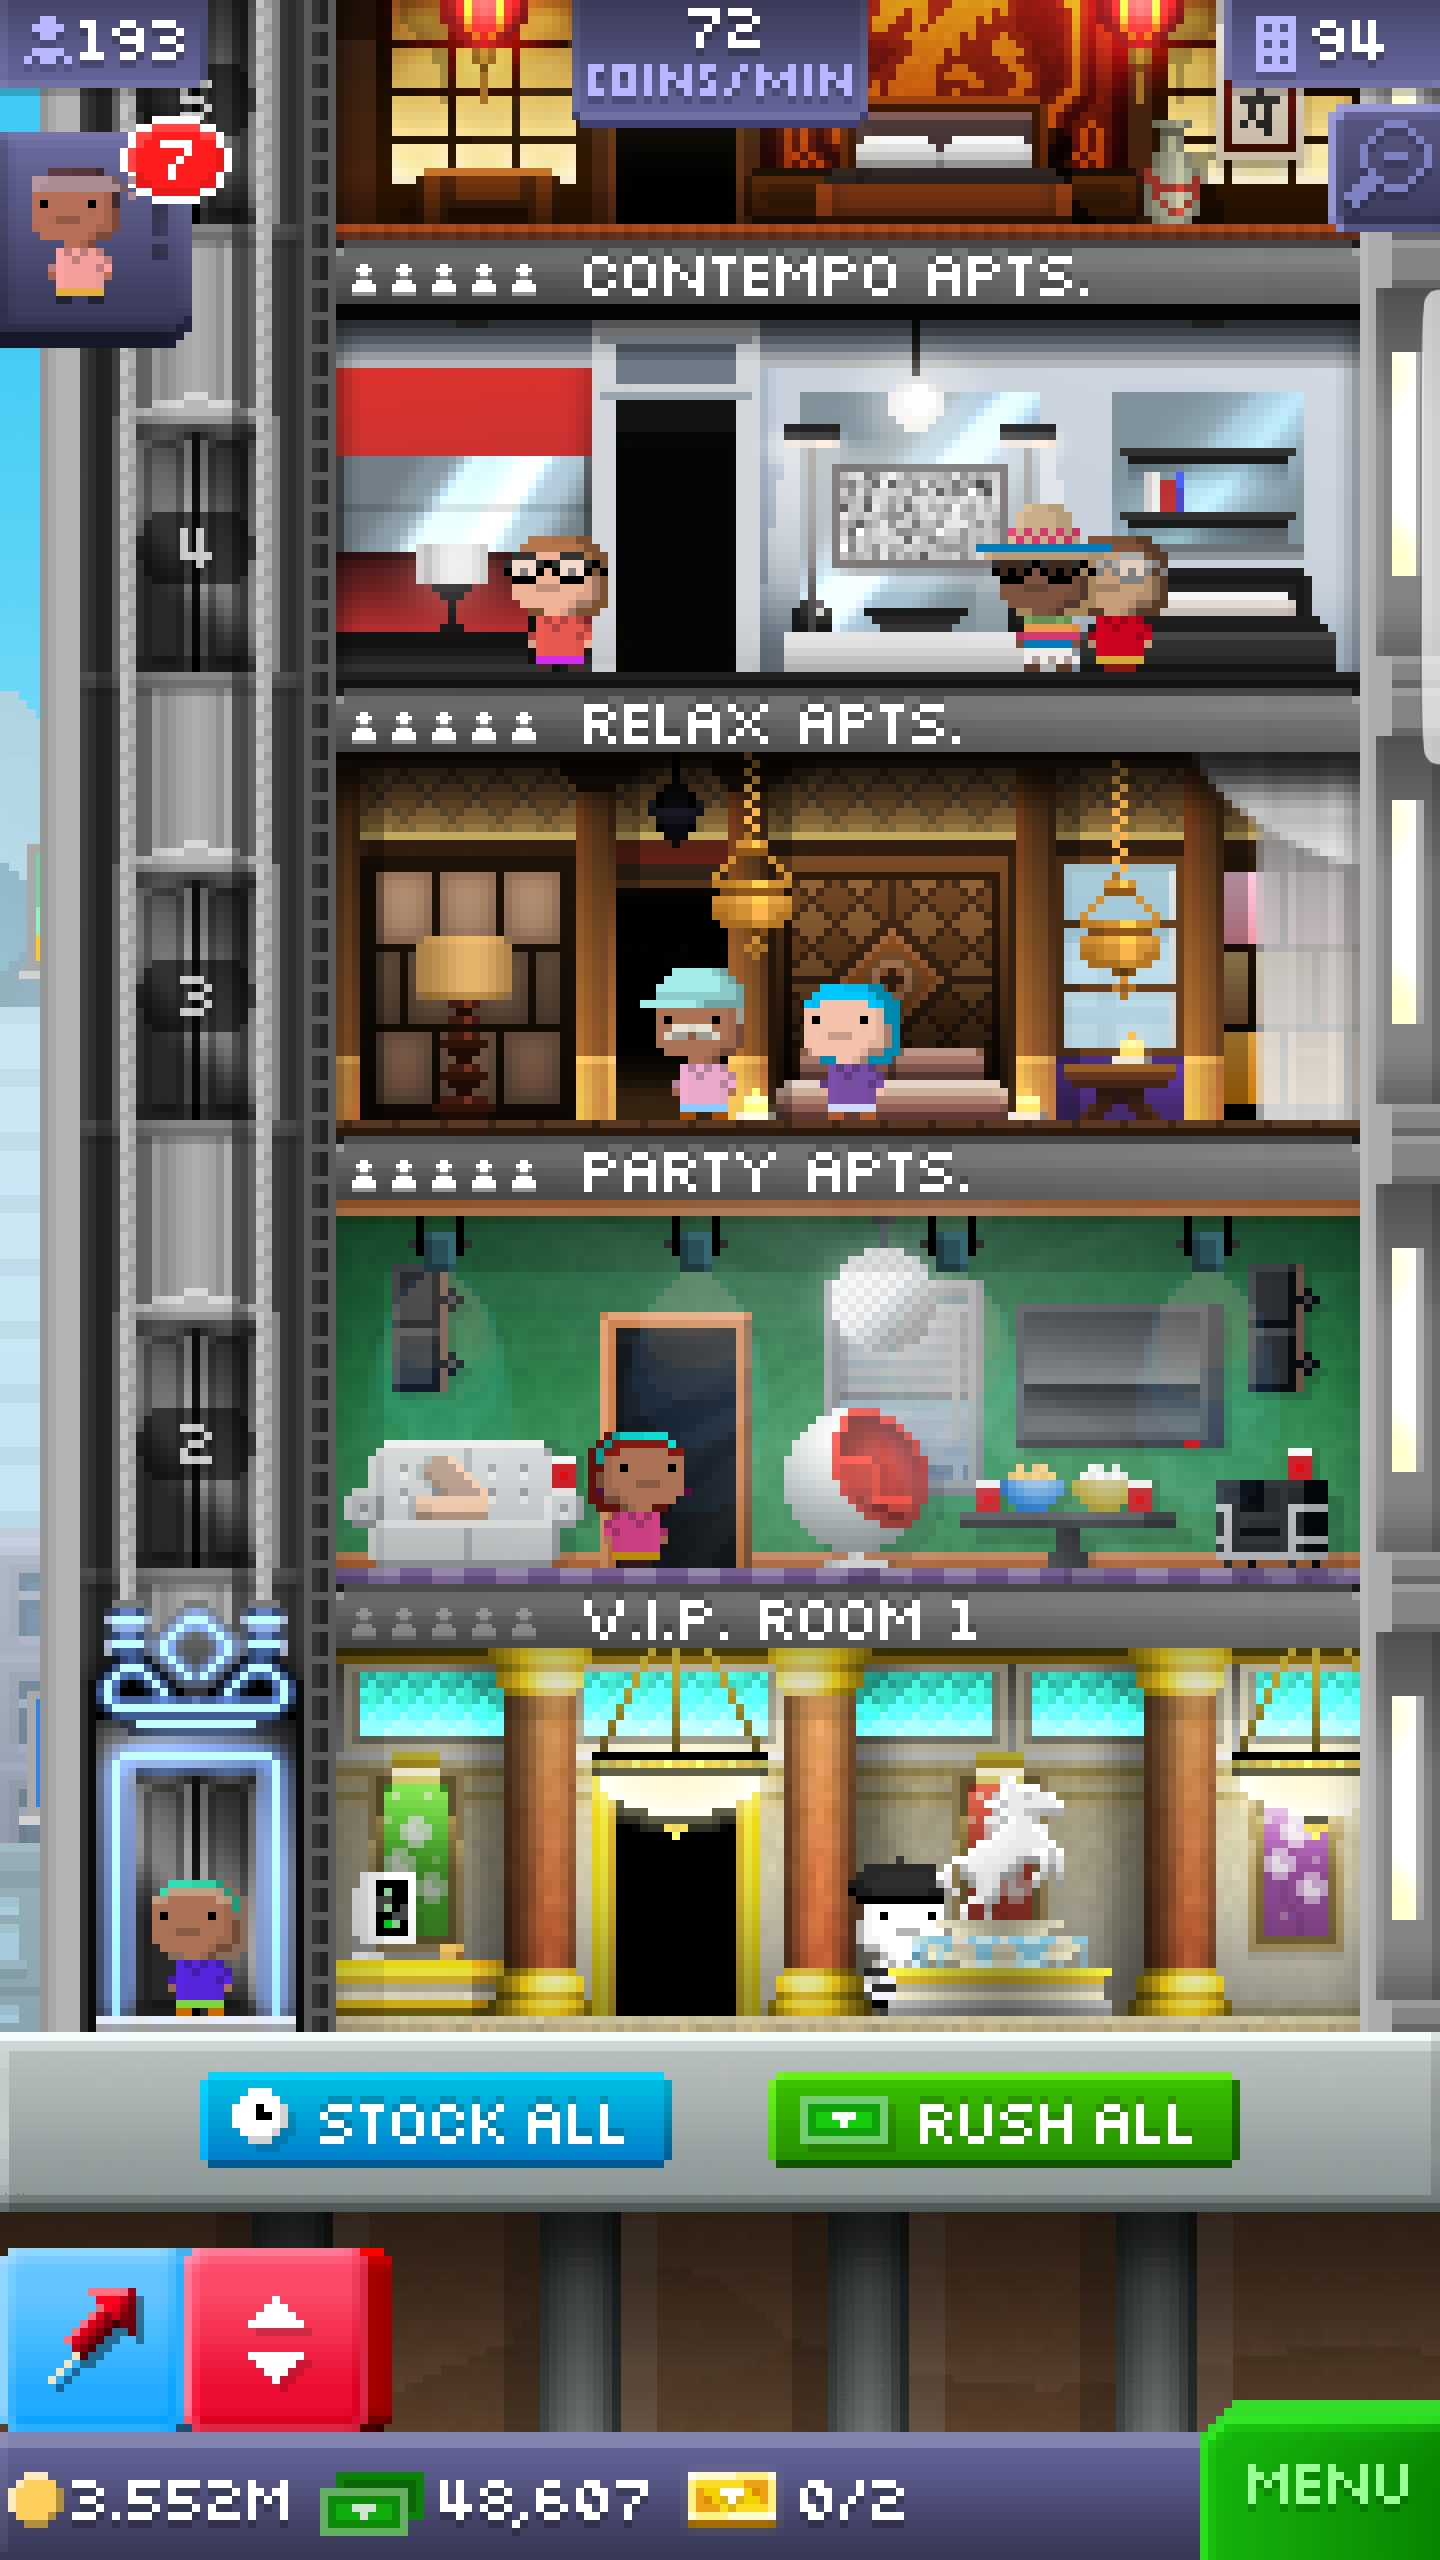 193
72
COINS/MIN
94
5
7
CONTEMPO APTS.
4
RELAX APTS.
3
PARTY APTS.
2
V.I.P. ROOM 1
STOCK ALL
RUSH ALL
3.552M
48,607
0/2
MENU